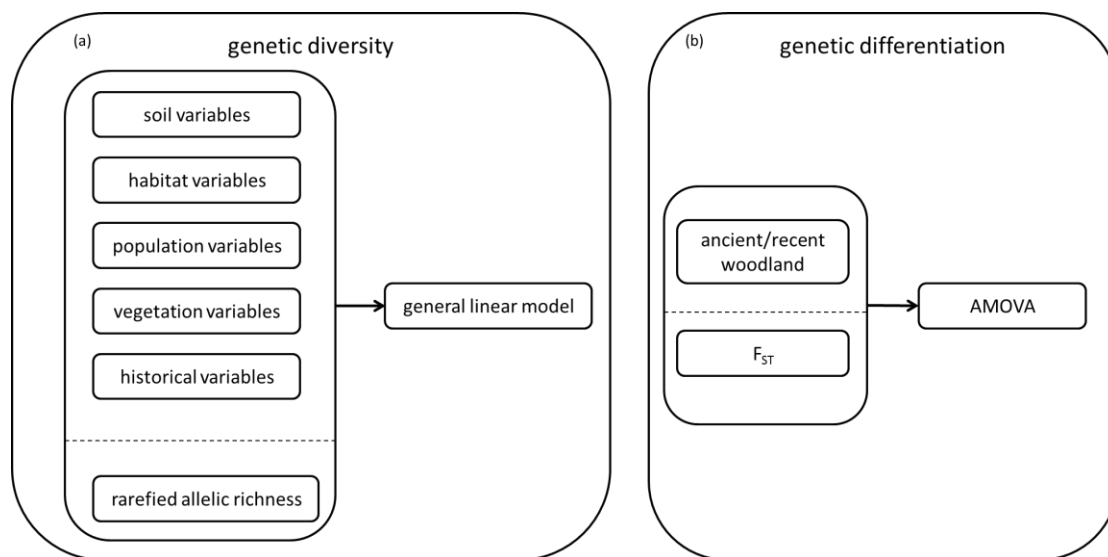 (a)
genetic diversity
soil variables
habitat variables
population variables
vegetation variables
historical variables
rarefied allelic richness
general linear model
(b)
genetic differentiation
ancient/recent
woodland
FST
AMOVA